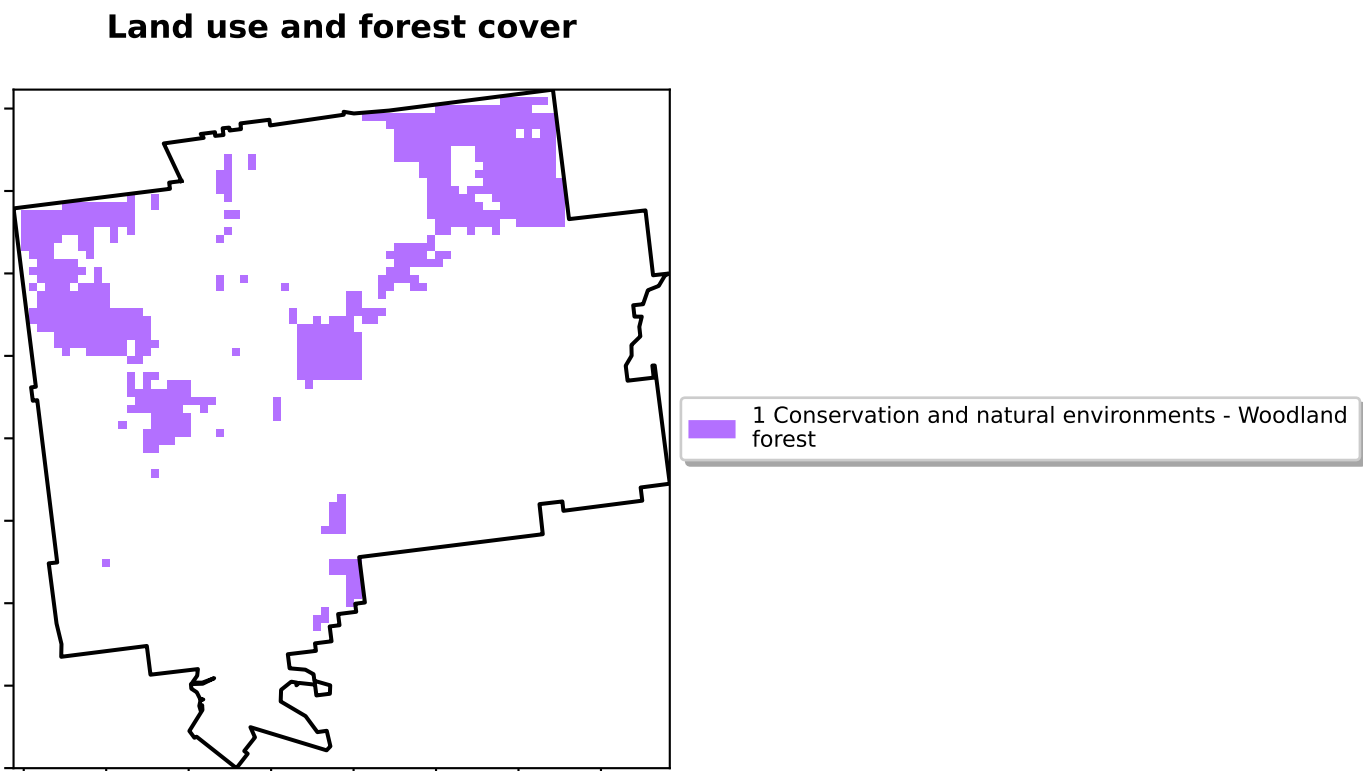 Land use and forest cover
1 Conservation and natural environments - Woodland
forest